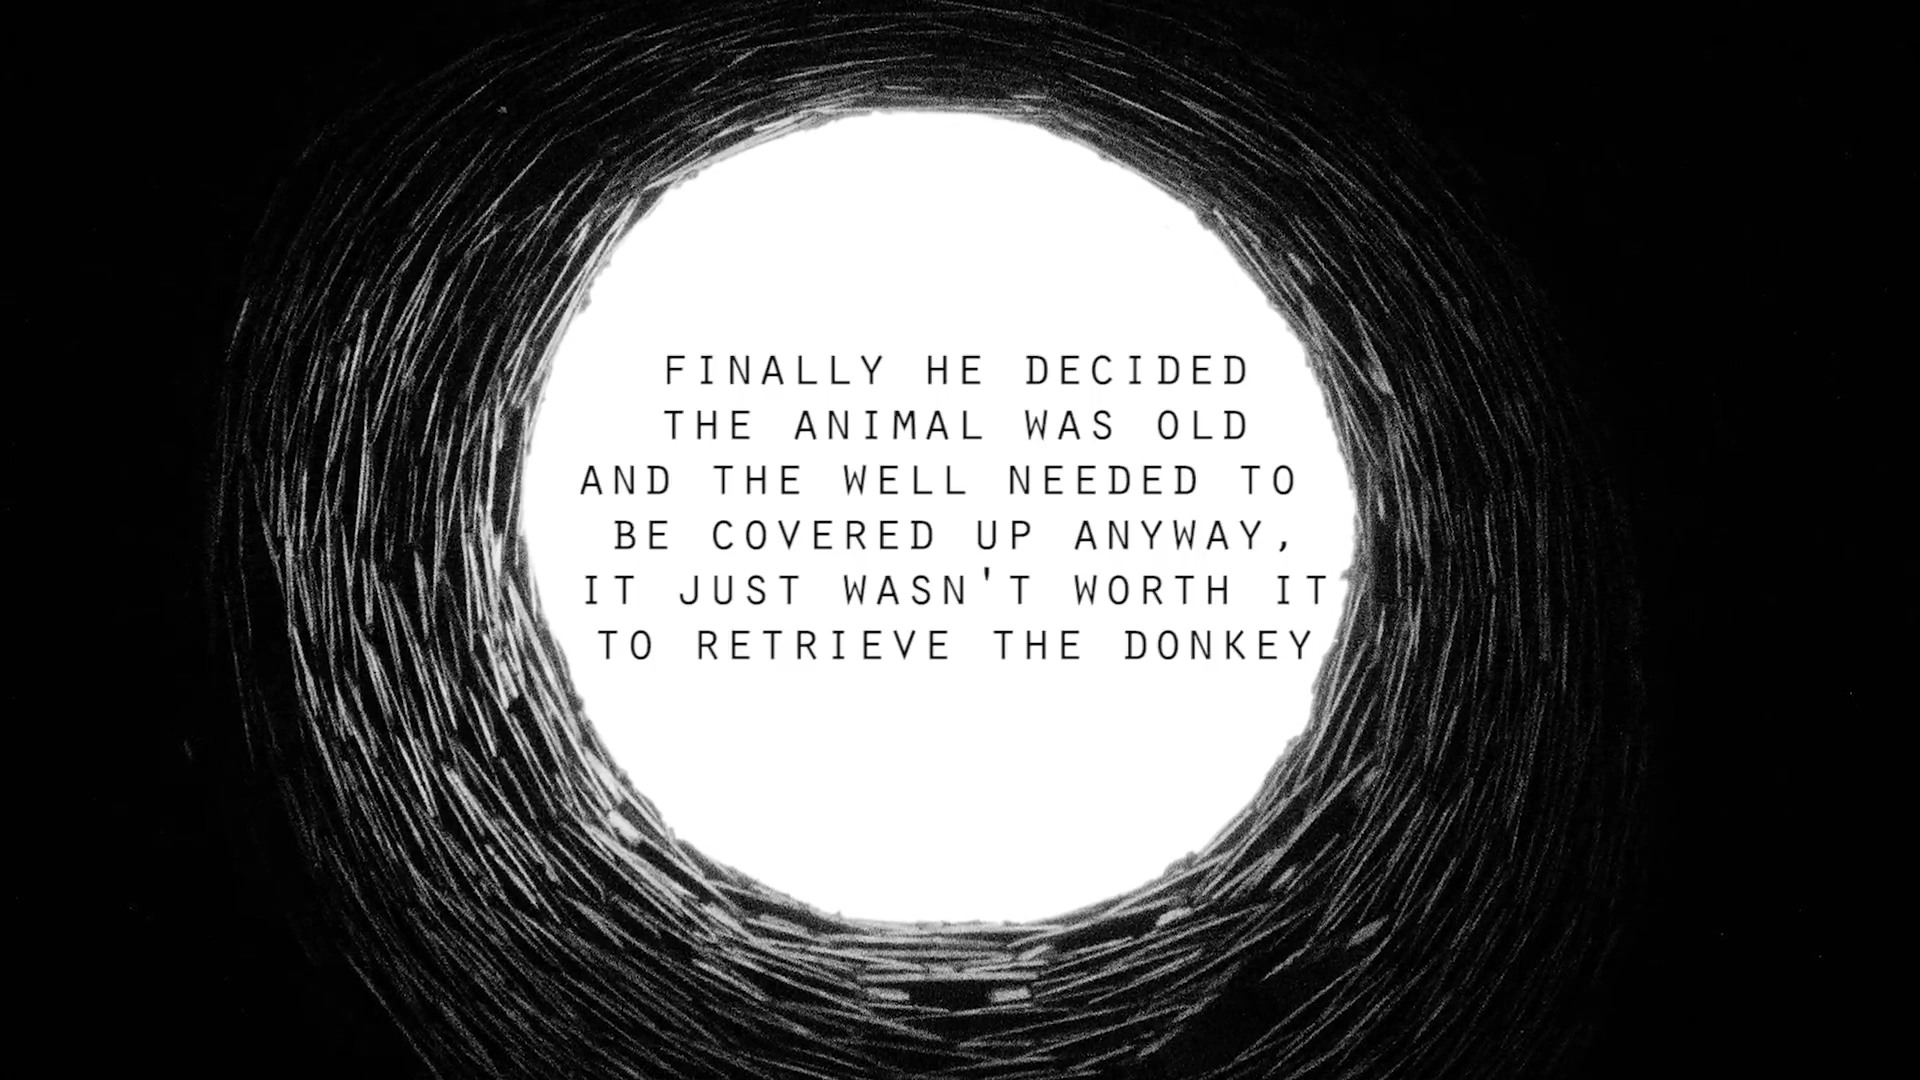 FINALLY HE DECIDED
THE ANIMAL WAS OLD
AND THE WELL NEEDED TO
BE COVERED UP ANYWAY,
IT JUST WASN'T WORTH IT
TO RETRIEVE THE DONKEY